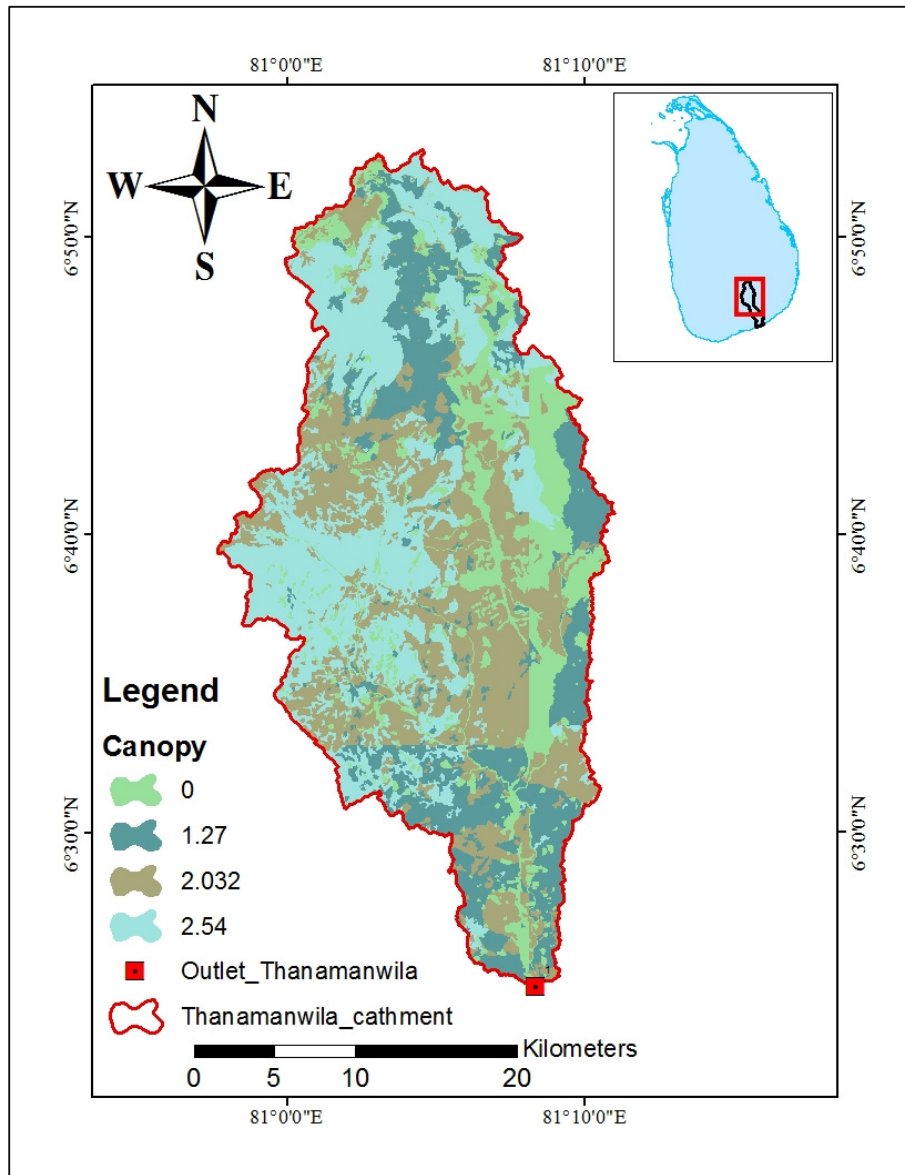 81°0'0"E 81°10'0"E
N
W E
S
6°50'0"N 6°50'0"N
6°40'0"N 6°40'0"N
6°30'0"N 6°30'0"N
Legend
Canopy
0
1.27
2.032
2.54
Outlet_Thanamanwila
Thanamanwila_cathment
1
Kilometers
0 5 10 20
81°0'0"E 81°10'0"E